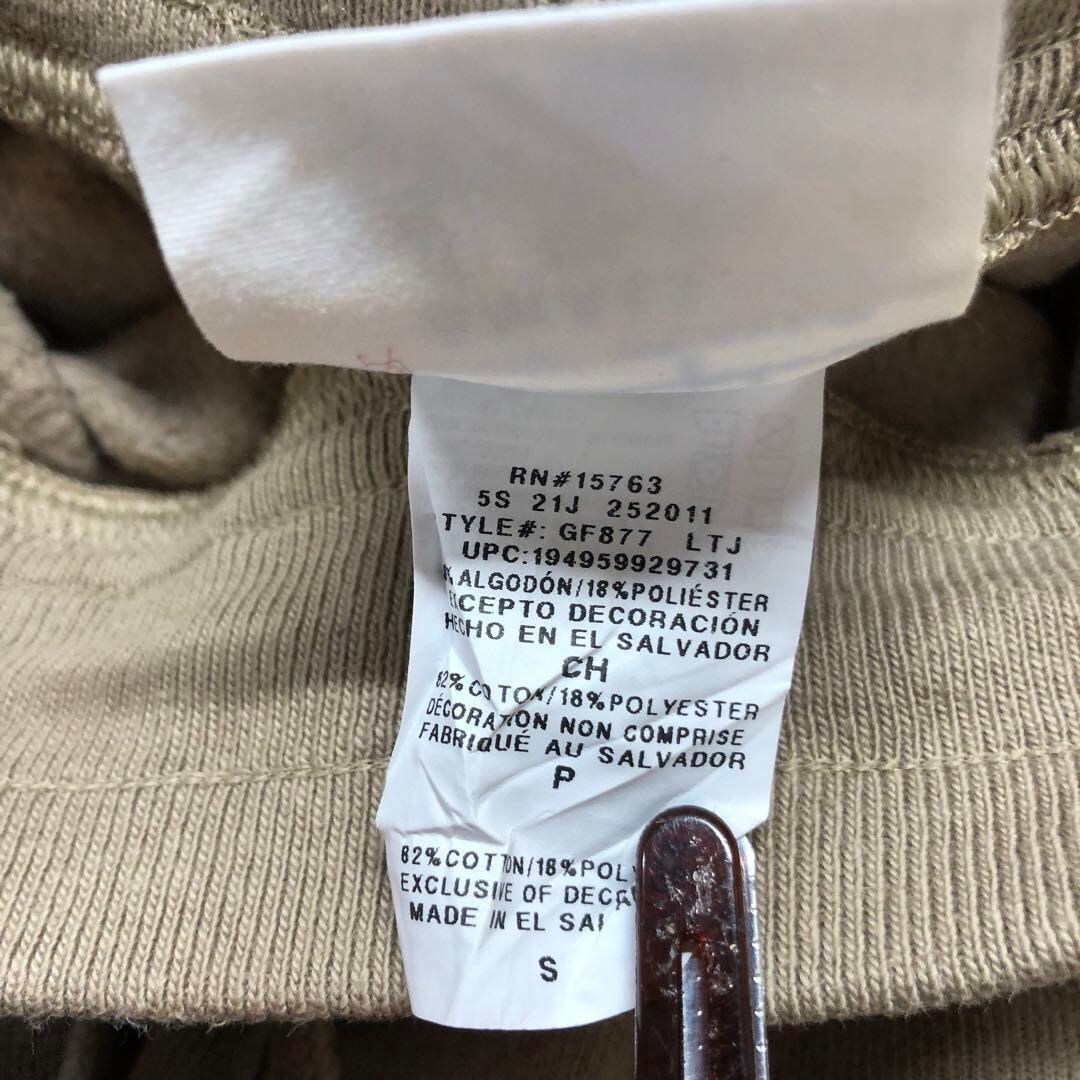 RN#15763
5S 21J 252011
TYLE#: GF877 LTJ
UPC:194959929731
% ALGODÓN/18%POLIÉSTER
EXCEPTO DECORACIÓN
HECHO EN EL SALVADOR
CH
82% COTTON/18%POLYESTER
DÉCORATION NON COMPRISE
FABRIQUÉ AU SALVADOR
P
82%COTTON/18%POLY
EXCLUSIVE OF DECO
MADE IN EL SAL
S